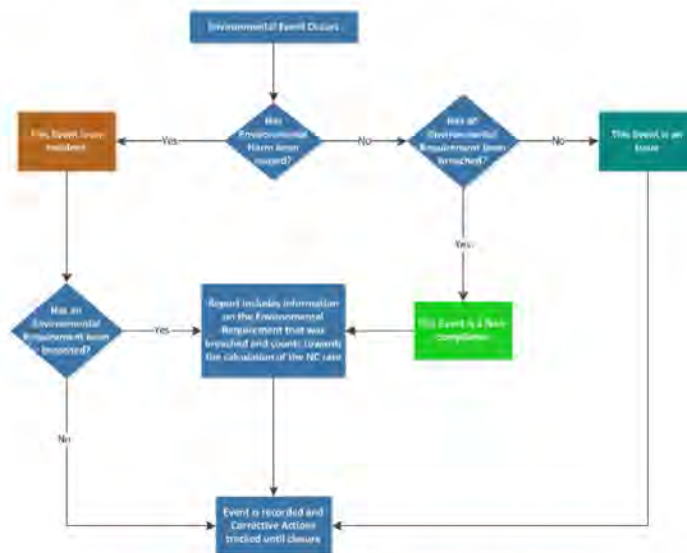 Environmental Event Occurs
Has
Environmental
Harm been
caused?
Yes
No
Has an
Environmental
Requirement been
breached?
No
This Event is an
Issue
This Event is an
Incident
Yes
Has an
Environmental
Requirement been
breached?
Yes
Report includes information
on the Environmental
Requirement that was
breached and counts towards
the calculation of the NC rate
This Event is a Non-
compliance
No
Event is recorded and
Corrective Actions
tracked until closure